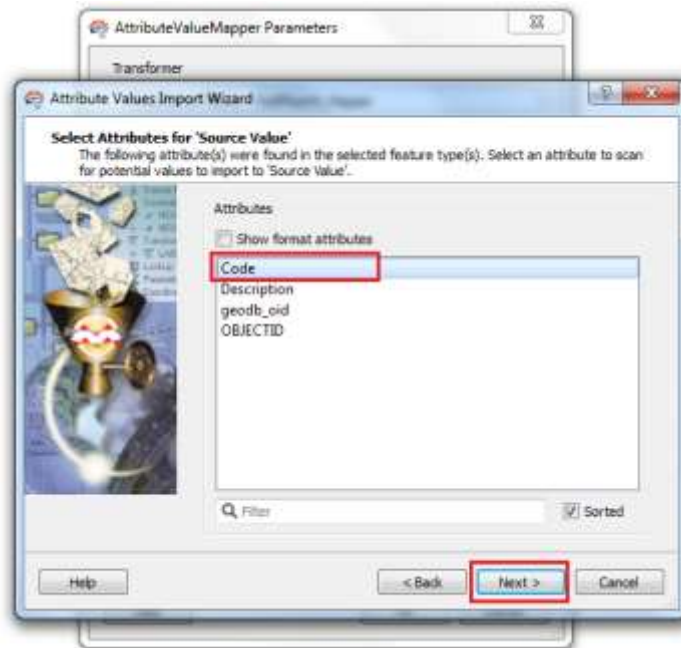 AttributeValueMapper Parameters
Transformer
Attribute Values Import Wizard
Select Attributes for 'Source Value'
The following attribute(s) were found in the selected feature type(s). Select an attribute to scan
for potential values to import to 'Source Value'.
Attributes
Show format attributes
Code
Description
geodb_oid
OBJECTID
Filter
Sorted
Help
< Back
Next >
Cancel